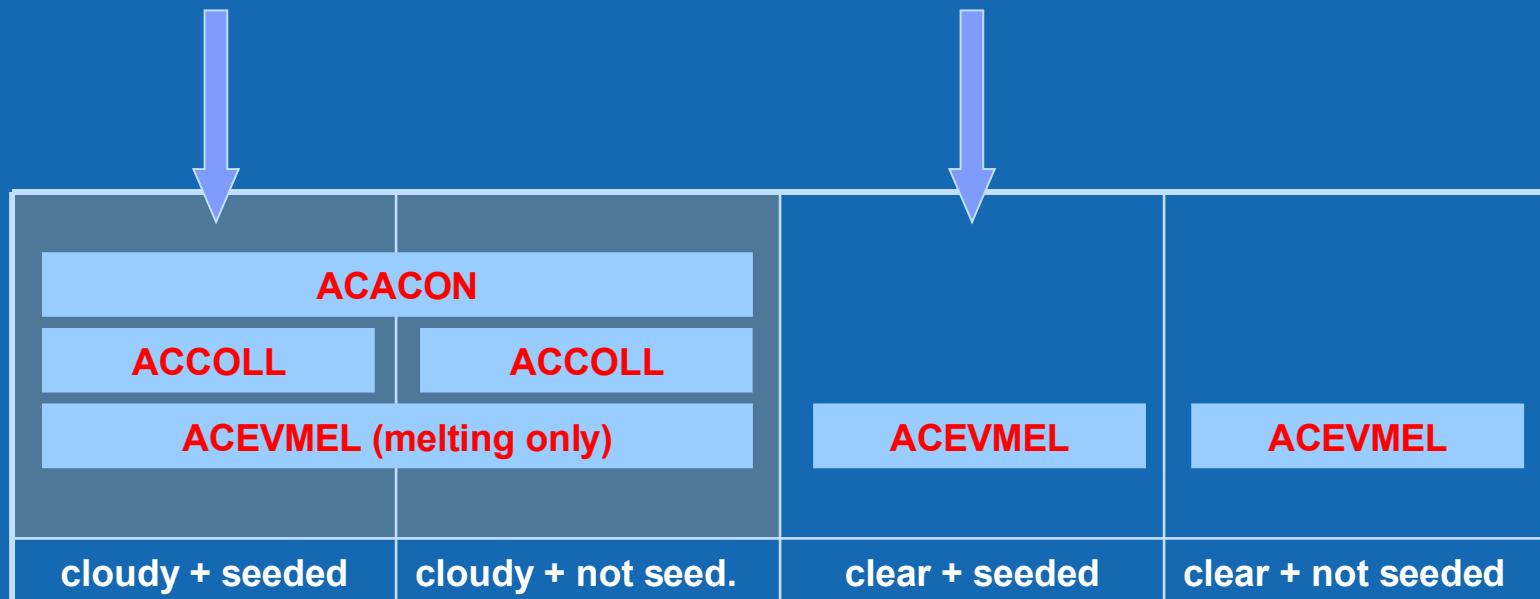 ACACON
ACCOLL ACCOLL
ACEVMEL (melting only) ACEVMEL ACEVMEL
cloudy + seeded cloudy + not seed. clear + seeded clear + not seeded